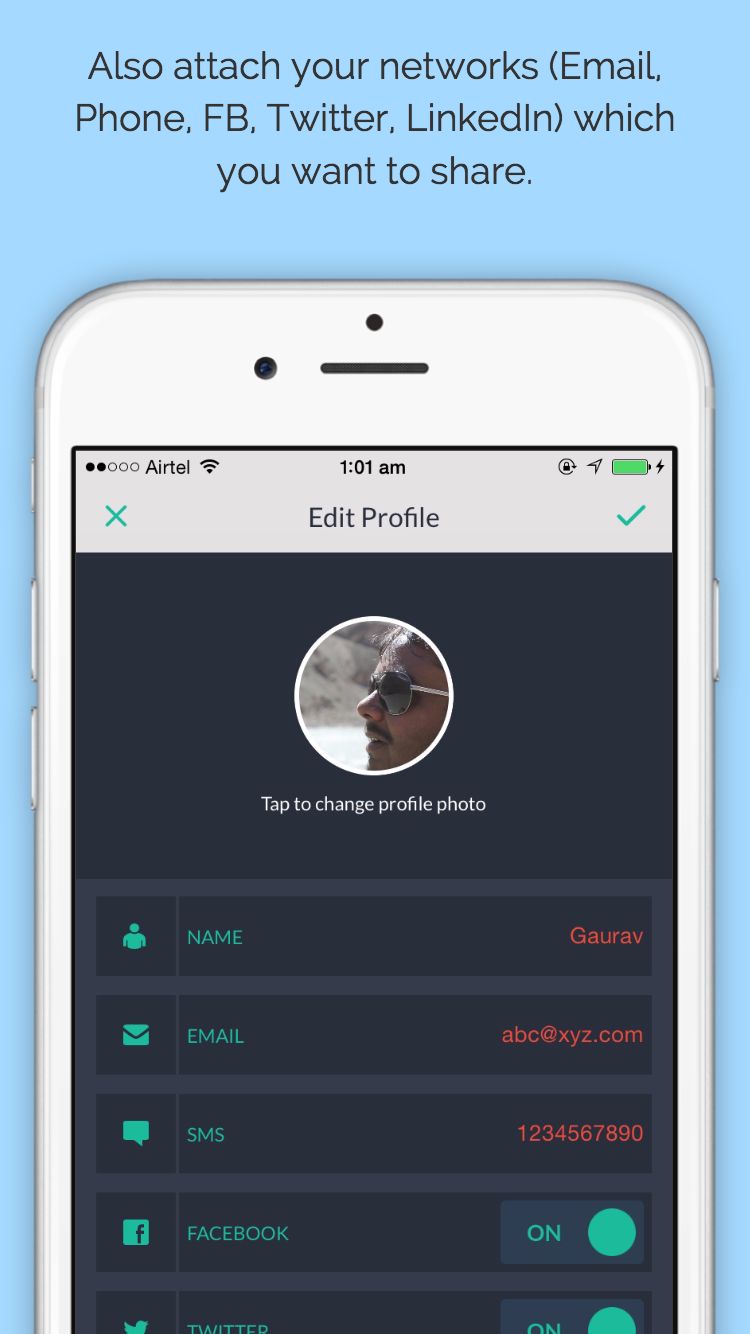 Also attach your networks (Email,
Phone, FB, Twitter, LinkedIn) which
you want to share.
Airtel 1:01 am
Edit Profile
Tap to change profile photo
NAME Gaurav
EMAIL abc@xyz.com
SMS 1234567890
FACEBOOK ON
TWITTER ON